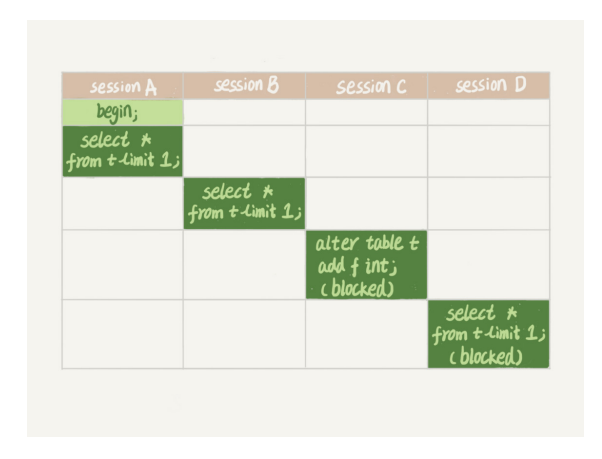 session A session B session C session D
begin;
select *
from t limit 1;
select *
from t limit 1;
alter table t
add f int;
(blocked)
select *
from t limit 1;
(blocked)